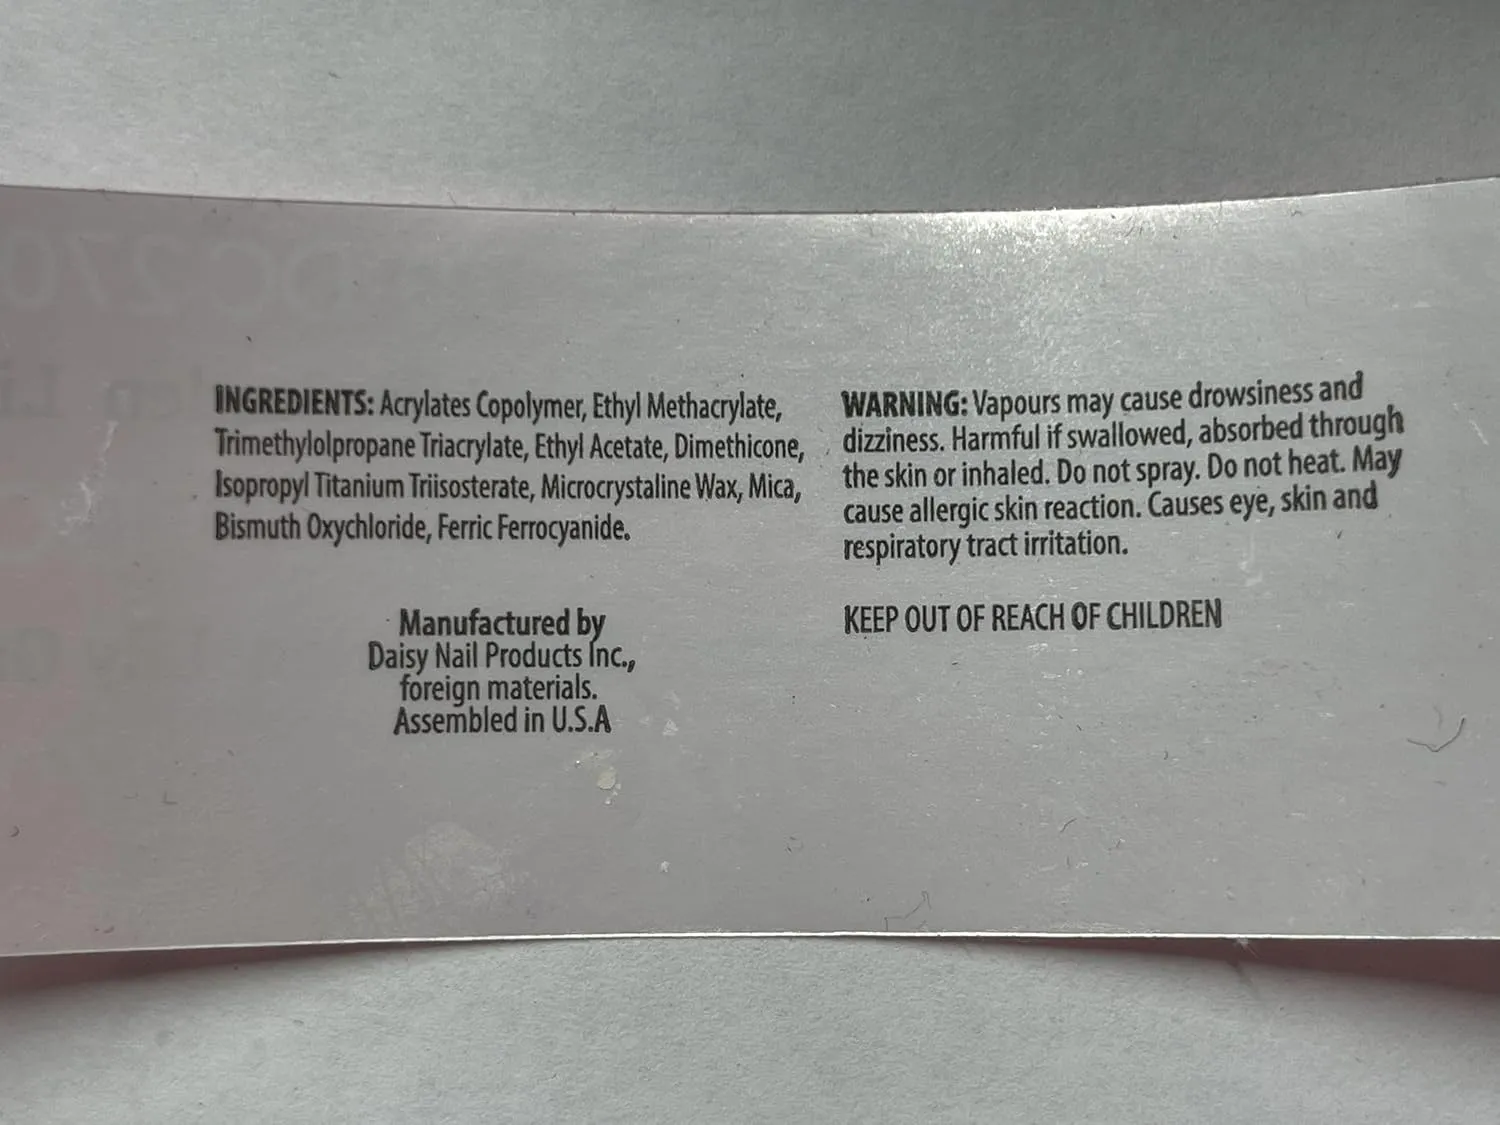 DC 270
INGREDIENTS: Acrylates Copolymer, Ethyl Methacrylate,
Trimethylolpropane Triacrylate, Ethyl Acetate, Dimethicone,
Isopropyl Titanium Triisosterate, Microcrystaline Wax, Mica,
Bismuth Oxychloride, Ferric Ferrocyanide.
Manufactured by
Daisy Nail Products Inc.,
foreign materials.
Assembled in U.S.A
WARNING: Vapours may cause drowsiness and
dizziness. Harmful if swallowed, absorbed through
the skin or inhaled. Do not spray. Do not heat. May
cause allergic skin reaction. Causes eye, skin and
respiratory tract irritation.
KEEP OUT OF REACH OF CHILDREN